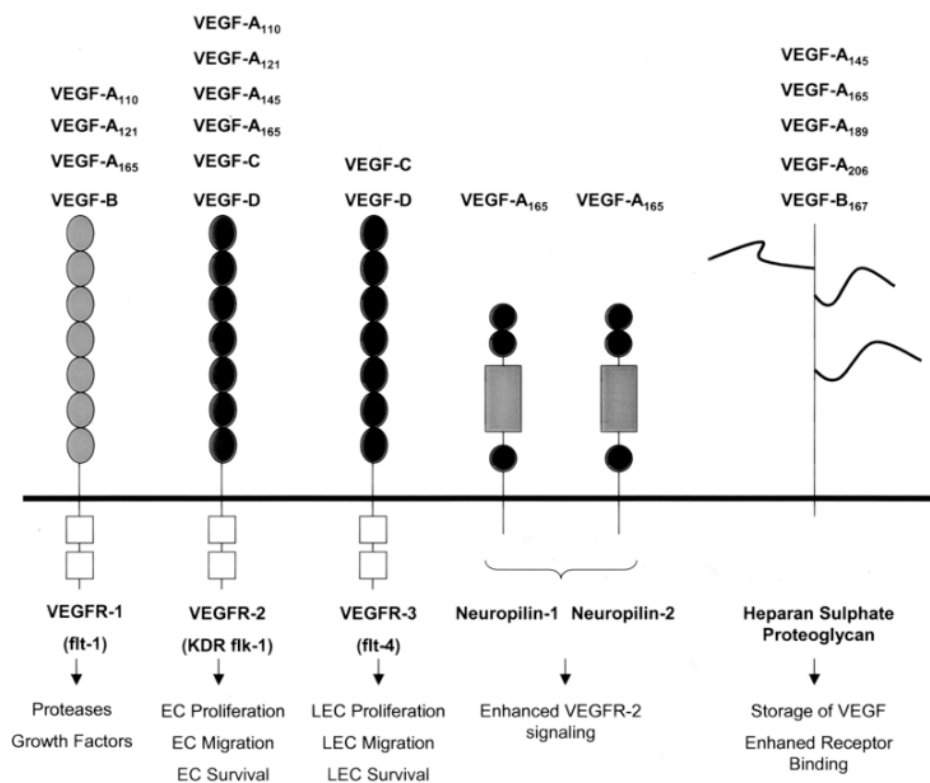 VEGF-A110
VEGF-A121
VEGF-A165
VEGF-B
VEGF-A110
VEGF-A121
VEGF-A145
VEGF-A165
VEGF-C
VEGF-D
VEGF-C
VEGF-D
VEGF-A165
VEGF-A165
VEGF-A145
VEGF-A165
VEGF-A189
VEGF-A206
VEGF-B167
VEGFR-1
(flt-1)
VEGFR-2
(KDR flk-1)
VEGFR-3
(flt-4)
Neuropilin-1
Neuropilin-2
Heparan Sulphate
Proteoglycan
Proteases
Growth Factors
EC Proliferation
EC Migration
EC Survival
LEC Proliferation
LEC Migration
LEC Survival
Enhanced VEGFR-2
signaling
Storage of VEGF
Enhaned Receptor
Binding